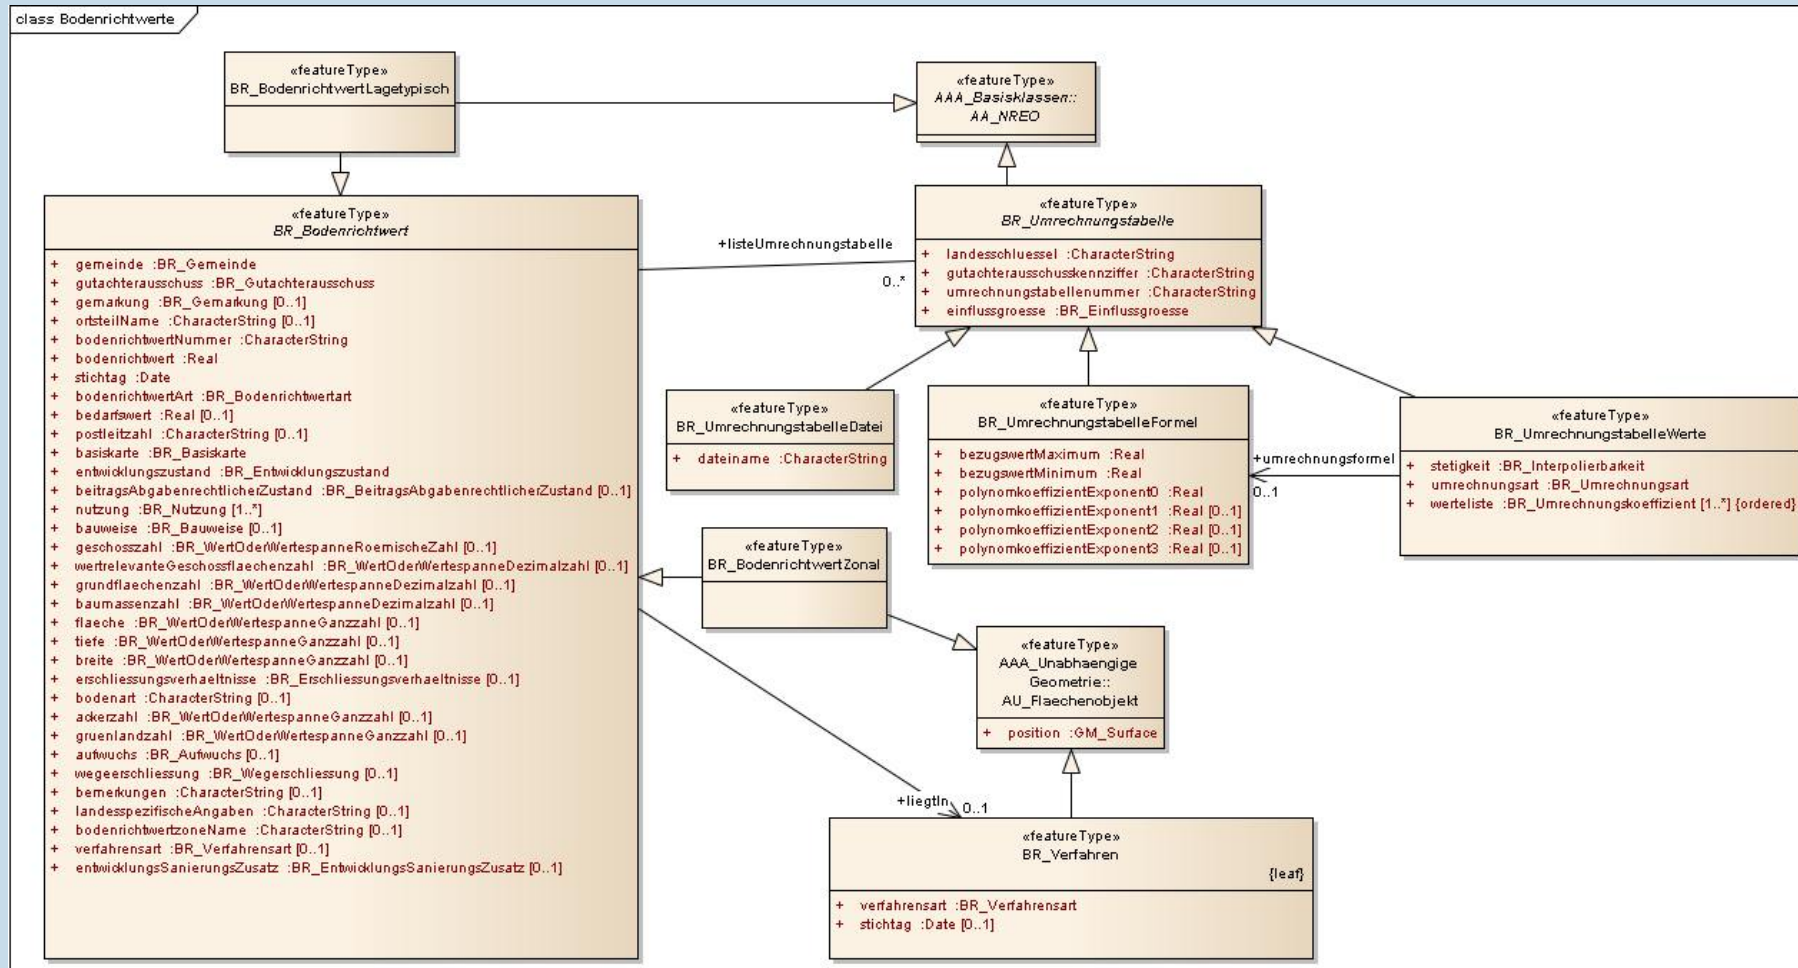 class Bodenrichtwerte
«featureType»
BR_BodenrichtwertLagetypisch
«featureType»
AAA_Basisklassen::
AA_NREO
«featureType»
BR_Bodenrichtwert
+ gemeinde :BR_Gemeinde
+ gutachterausschuss :BR_Gutachterausschuss
+ gemarkung :BR_Gemarkung [0..1]
+ ortsteilName :CharacterString [0..1]
+ bodenrichtwertNummer :CharacterString
+ bodenrichtwert :Real
+ stichtag :Date
+ bodenrichtwertArt :BR_Bodenrichtwertart
+ bedarfswert :Real [0..1]
+ postleitzahl :CharacterString [0..1]
+ basiskarte :BR_Basiskarte
+ entwicklungszustand :BR_Entwicklungszustand
+ beitragsAbgabenrechtlicherZustand :BR_BeitragsAbgabenrechtlicherZustand [0..1]
+ nutzung :BR_Nutzung [1..*]
+ bauweise :BR_Bauweise [0..1]
+ geschosszahl :BR_WertOderWertespanneRoemischeZahl [0..1]
+ wertrelevanteGeschossflaechenzahl :BR_WertOderWertespanneDezimalzahl [0..1]
+ grundflaechenzahl :BR_WertOderWertespanneDezimalzahl [0..1]
+ baumassenzahl :BR_WertOderWertespanneDezimalzahl [0..1]
+ flaeche :BR_WertOderWertespanneGanzzahl [0..1]
+ tiefe :BR_WertOderWertespanneGanzzahl [0..1]
+ breite :BR_WertOderWertespanneGanzzahl [0..1]
+ erschliessungsverhaeltnisse :BR_Erschliessungsverhaeltnisse [0..1]
+ bodenart :CharacterString [0..1]
+ ackerzahl :BR_WertOderWertespanneGanzzahl [0..1]
+ gruenlandzahl :BR_WertOderWertespanneGanzzahl [0..1]
+ aufwuchs :BR_Aufwuchs [0..1]
+ wegeerschliessung :BR_Wegerschliessung [0..1]
+ bemerkungen :CharacterString [0..1]
+ landesspezifischeAngaben :CharacterString [0..1]
+ bodenrichtwertzoneName :CharacterString [0..1]
+ verfahrensart :BR_Verfahrensart [0..1]
+ entwicklungsSanierungsZusatz :BR_EntwicklungsSanierungsZusatz [0..1]
+listeUmrechnungstabelle
0..*
«featureType»
BR_Umrechnungstabelle
+ landesschluessel :CharacterString
+ gutachterausschusskennziffer :CharacterString
+ umrechnungstabellenummer :CharacterString
+ einflussgroesse :BR_Einflussgroesse
«featureType»
BR_UmrechnungstabelleDatei
+ dateiname :CharacterString
«featureType»
BR_UmrechnungstabelleFormel
+ bezugswertMaximum :Real
+ bezugswertMinimum :Real
+ polynomkoeffizientExponent0 :Real
+ polynomkoeffizientExponent1 :Real [0..1]
+ polynomkoeffizientExponent2 :Real [0..1]
+ polynomkoeffizientExponent3 :Real [0..1]
+umrechnungsformel
0..1
«featureType»
BR_UmrechnungstabelleWerte
+ stetigkeit :BR_Interpolierbarkeit
+ umrechnungsart :BR_Umrechnungsart
+ werteliste :BR_Umrechnungskoeffizient [1..*] {ordered}
«featureType»
BR_BodenrichtwertZonal
«featureType»
AAA_Unabhaengige
Geometrie::
AU_Flaechenobjekt
+ position :GM_Surface
+liegtIn
0..1
«featureType»
BR_Verfahren
{leaf}
+ verfahrensart :BR_Verfahrensart
+ stichtag :Date [0..1]